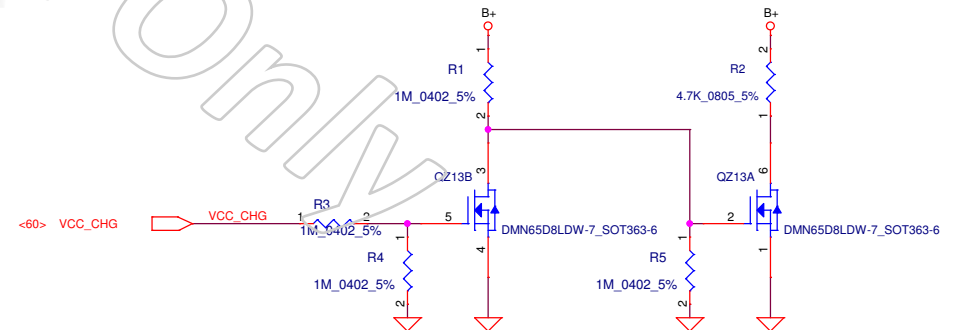 Only
B+
B+
1
R1
1M_0402_5%
2
2
R2
4.7K_0805_5%
1
3
QZ13B
5
4
DMN65D8LDW-7_SOT363-6
6
QZ13A
2
1
DMN65D8LDW-7_SOT363-6
<60> VCC_CHG
VCC_CHG
1
R3
2
1M_0402_5%
1
R4
1M_0402_5%
2
1
R5
1M_0402_5%
2